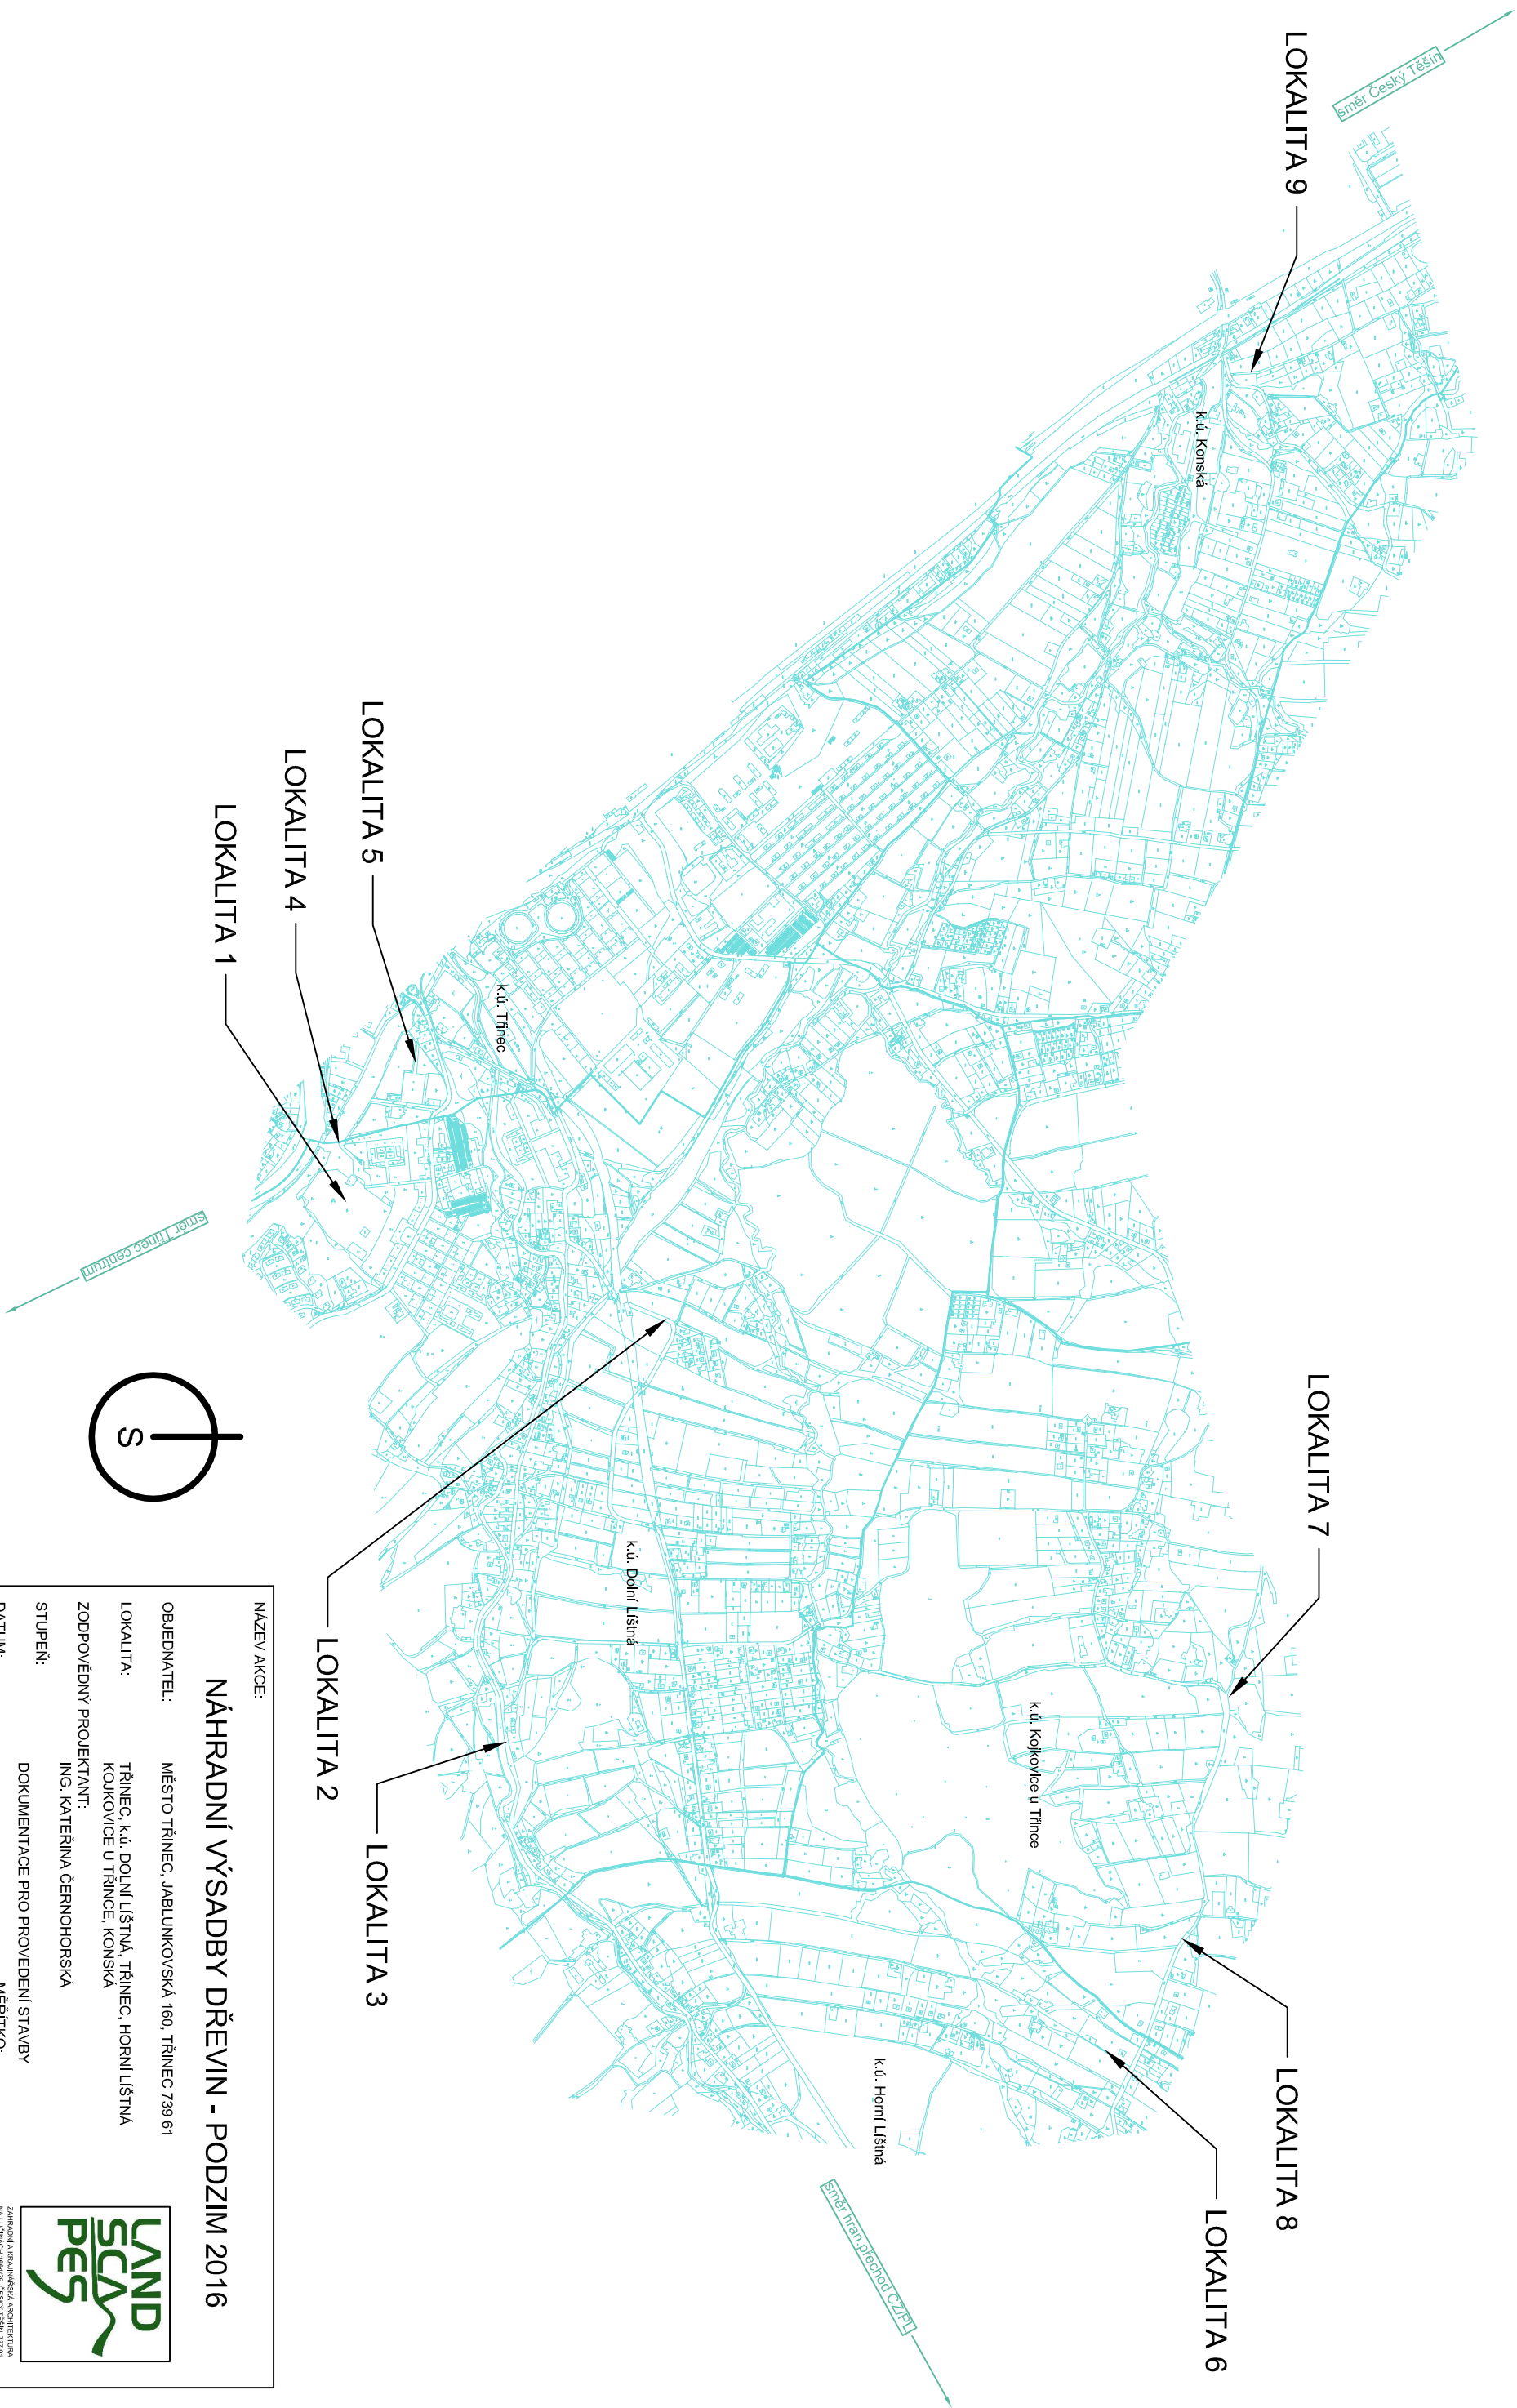 směr Český Těšín
LOKALITA 9
k.ú. Konská
LOKALITA 7
LOKALITA 5
LOKALITA 4
LOKALITA 1
k.ú. Třinec
směr Třinec centrum
S
k.ú. Dolní Líštná
k.ú. Kojkovice u Třince
LOKALITA 2
LOKALITA 3
LOKALITA 8
LOKALITA 6
k.ú. Horní Líštná
směr hran.přechod CZ/PL
NÁZEV AKCE:
NÁHRADNÍ VÝSADBY DŘEVIN - PODZIM 2016
OBJEDNATEL: MĚSTO TŘINEC, JABLUNKOVSKÁ 160, TŘINEC 739 61
LOKALITA: TŘINEC, k.ú. DOLNÍ LÍŠTNÁ, TŘINEC, HORNÍ LÍŠTNÁ
KOJKOVICE U TŘINCE, KONSKÁ
ZODPOVĚDNÝ PROJEKTANT:
ING. KATEŘINA ČERNOHORSKÁ
STUPEŇ:
DOKUMENTACE PRO PROVEDENÍ STAVBY
DATUM: MĚŘÍTKO:
LAND
SCA
PES
ZAHRADNÍ A KRAJINÁŘSKÁ ARCHITEKTURA